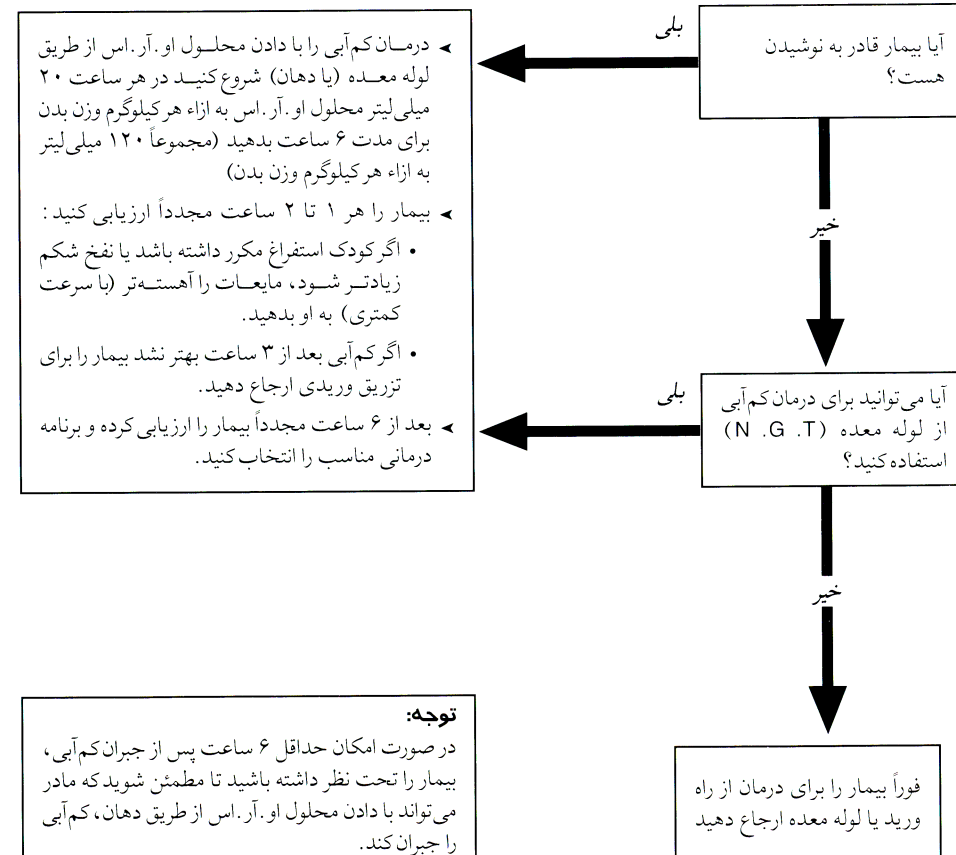 آیا بیمار قادر به نوشیدن
هست؟
بلی
➤ درمــان کم‌آبی را با دادن محلــول او.آر.اس از طریق
لوله معــده (یا دهان) شروع کنیــد در هر ساعت ۲۰
میلی‌لیتر محلول او.آر.اس به ازاء هر کیلوگرم وزن بدن
برای مدت ۶ ساعت بدهید (مجموعاً ۱۲۰ میلی‌لیتر
به ازاء هر کیلوگرم وزن بدن)
➤ بیمار را هر ۱ تا ۲ ساعت مجدداً ارزیابی کنید:
• اگر کودک استفراغ مکرر داشته باشد یا نفخ شکم
زیادتــر شــود، مایعــات را آهستــه‌تر (با سرعت
کمتری) به او بدهید.
• اگر کم‌آبی بعد از ۳ ساعت بهتر نشد بیمار را برای
تزریق وریدی ارجاع دهید.
➤ بعد از ۶ ساعت مجدداً بیمار را ارزیابی کرده و برنامه
درمانی مناسب را انتخاب کنید.
خیر
آیا می‌توانید برای درمان کم‌آبی
از لوله معده (N .G .T)
استفاده کنید؟
بلی
خیر
فوراً بیمار را برای درمان از راه
ورید یا لوله معده ارجاع دهید
توجه:
در صورت امکان حداقل ۶ ساعت پس از جبران کم‌آبی،
بیمار را تحت نظر داشته باشید تا مطمئن شوید که مادر
می‌تواند با دادن محلول او.آر.اس از طریق دهان، کم‌آبی
را جبران کند.